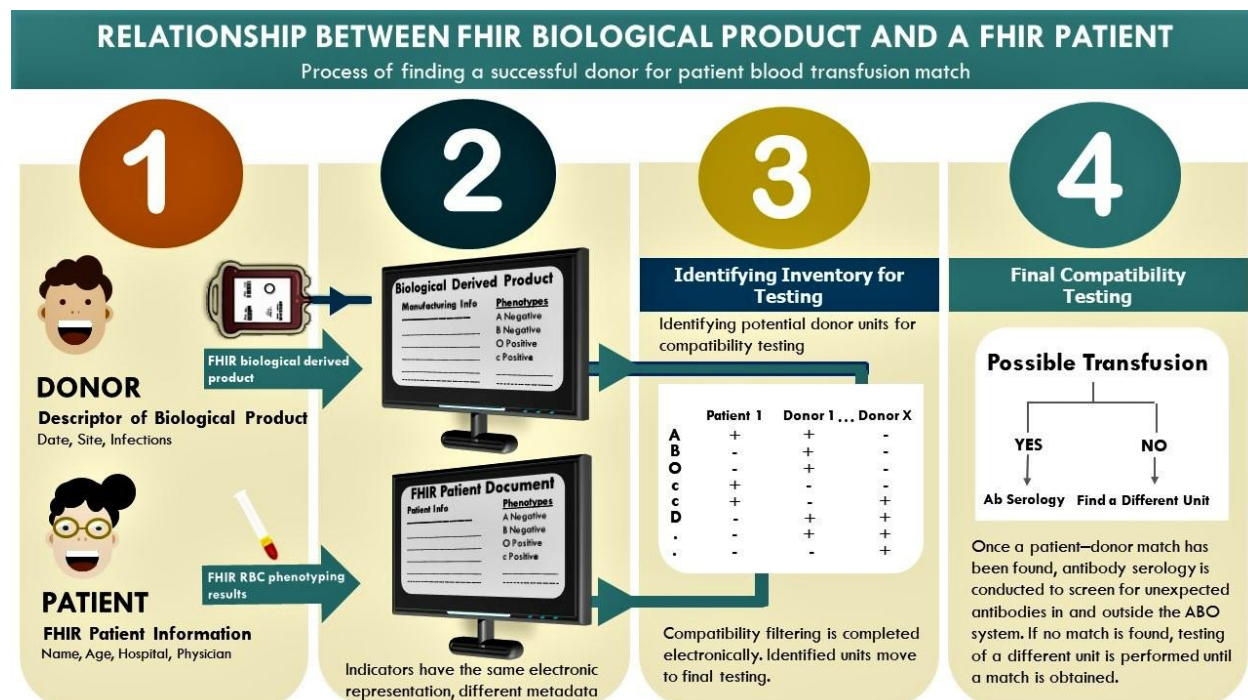 RELATIONSHIP BETWEEN FHIR BIOLOGICAL PRODUCT AND A FHIR PATIENT
Process of finding a successful donor for patient blood transfusion match
1
DONOR
Descriptor of Biological Product
Date, Site, Infections
FHIR biological derived
product
PATIENT
FHIR Patient Information
Name, Age, Hospital, Physician
FHIR RBC phenotyping
results
2
Biological Derived Product
Manufacturing Info
Phenotypes
A Negative
B Negative
O Positive
c Positive
FHIR Patient Document
Patient Info
Phenotypes
A Negative
B Negative
O Positive
c Positive
Indicators have the same electronic
representation, different metadata
3
Identifying Inventory for
Testing
Identifying potential donor units for
compatibility testing
Patient 1 Donor 1 ... Donor X
A + + -
B - + -
O - + -
c + - -
c + - +
D - + +
. - + +
. - - +
Compatibility filtering is completed
electronically. Identified units move
to final testing.
4
Final Compatibility
Testing
Possible Transfusion
YES NO
Ab Serology Find a Different Unit
Once a patient–donor match has
been found, antibody serology is
conducted to screen for unexpected
antibodies in and outside the ABO
system. If no match is found, testing
of a different unit is performed until
a match is obtained.